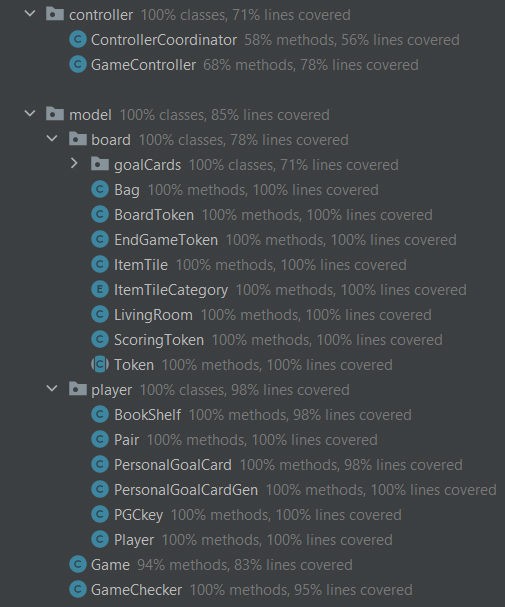 controller 100% classes, 71% lines covered
ControllerCoordinator 58% methods, 56% lines covered
GameController 68% methods, 78% lines covered
model 100% classes, 85% lines covered
board 100% classes, 78% lines covered
goalCards 100% classes, 71% lines covered
Bag 100% methods, 100% lines covered
BoardToken 100% methods, 100% lines covered
EndGameToken 100% methods, 100% lines covered
ItemTile 100% methods, 100% lines covered
ItemTileCategory 100% methods, 100% lines covered
LivingRoom 100% methods, 100% lines covered
ScoringToken 100% methods, 100% lines covered
Token 100% methods, 100% lines covered
player 100% classes, 98% lines covered
BookShelf 100% methods, 98% lines covered
Pair 100% methods, 100% lines covered
PersonalGoalCard 100% methods, 98% lines covered
PersonalGoalCardGen 100% methods, 100% lines covered
PGCkey 100% methods, 100% lines covered
Player 100% methods, 100% lines covered
Game 94% methods, 83% lines covered
GameChecker 100% methods, 95% lines covered